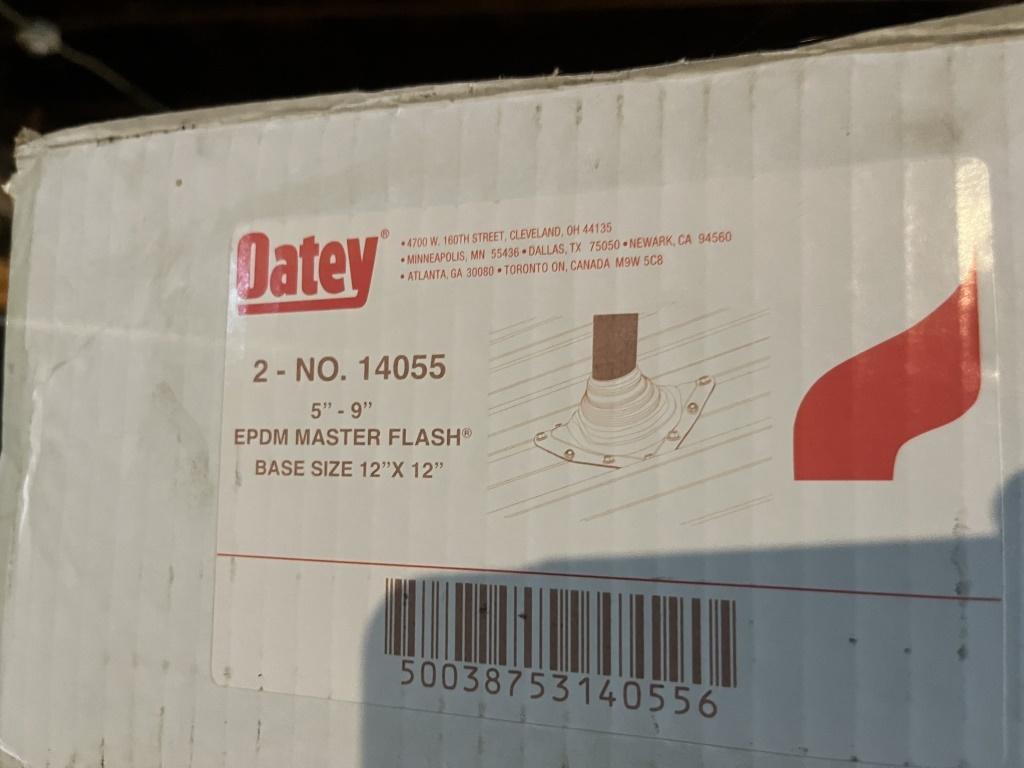 Oatey®
• 4700 W. 160TH STREET, CLEVELAND, OH 44135
• MINNEAPOLIS, MN 55436 • DALLAS, TX 75050 • NEWARK, CA 94560
• ATLANTA, GA 30080 • TORONTO ON, CANADA M9W 5C8
2 - NO. 14055
5” - 9”
EPDM MASTER FLASH®
BASE SIZE 12”X 12”
50038753140556